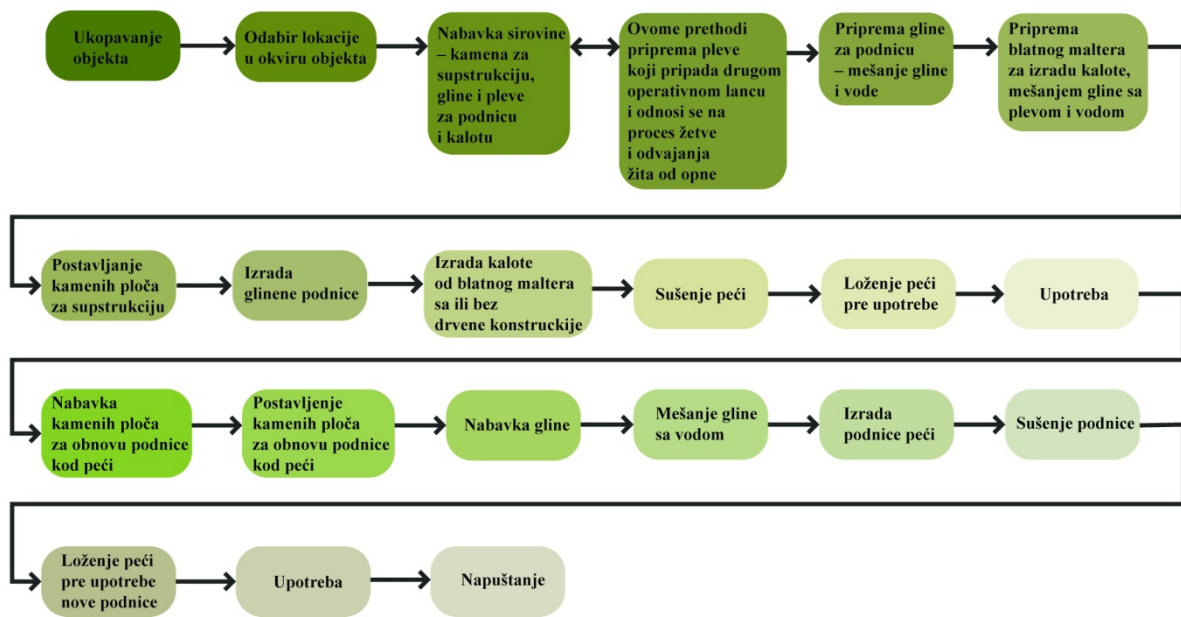 Ukopavanje
objekta
Odabir lokacije
u okviru objekta
Nabavka sirovine
– kamena za
supstrukciju,
gline i pleve
za podnicu
i kalotu
Ovome prethodi
priprema pleve
koji pripada drugom
operativnom lancu
i odnosi se na
proces žetve
i odvajanja
žita od opne
Priprema gline
za podnicu
– mešanje gline
i vode
Priprema
blatnog maltera
za izradu kalote,
mešanjem gline sa
plevom i vodom
Postavljanje
kamenih ploča
za supstrukciju
Izrada
glinene podnice
Izrada kalote
od blatnog maltera
sa ili bez
drvene konstruckije
Sušenje peći
Loženje peći
pre upotrebe
Upotreba
Nabavka
kamenih ploča
za obnovu podnice
kod peći
Postavljenje
kamenih ploča
za obnovu podnice
kod peći
Nabavka gline
Mešanje gline
sa vodom
Izrada
podnice peći
Sušenje podnice
Loženje peći
pre upotrebe
nove podnice
Upotreba
Napuštanje